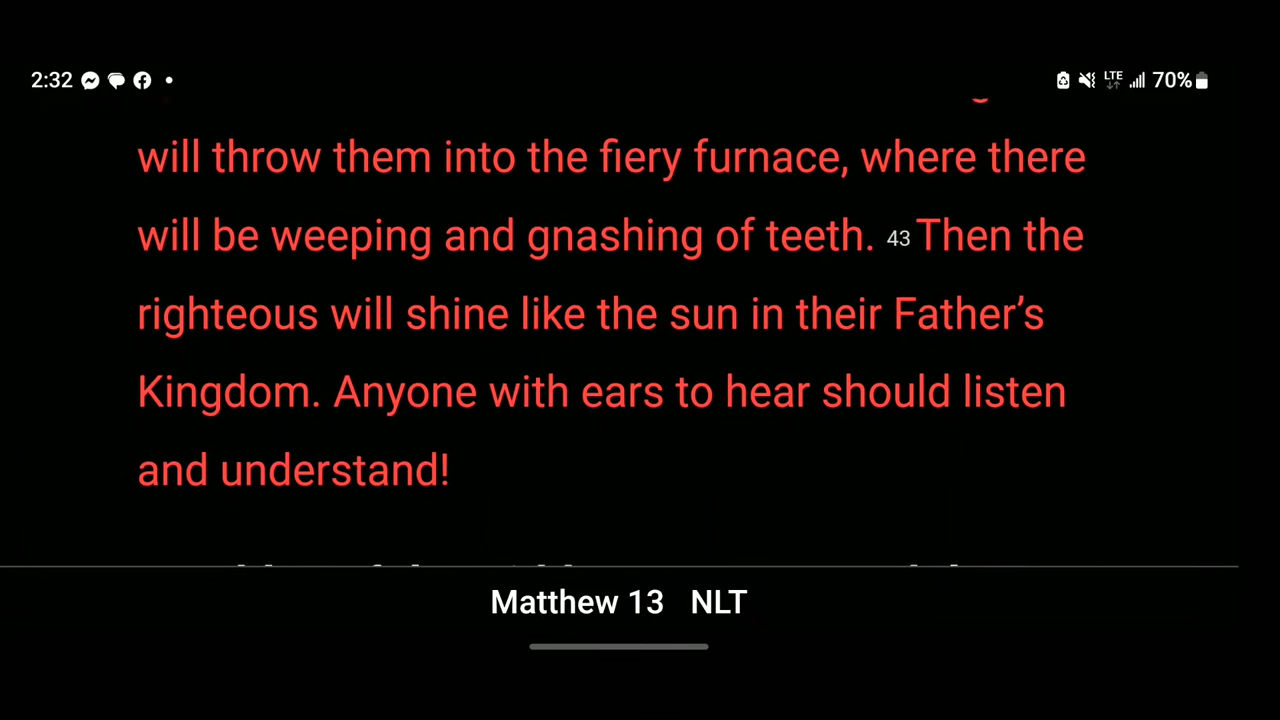 2:32 LTE 70%
will throw them into the fiery furnace, where there
will be weeping and gnashing of teeth. 43 Then the
righteous will shine like the sun in their Father’s
Kingdom. Anyone with ears to hear should listen
and understand!
Matthew 13 NLT